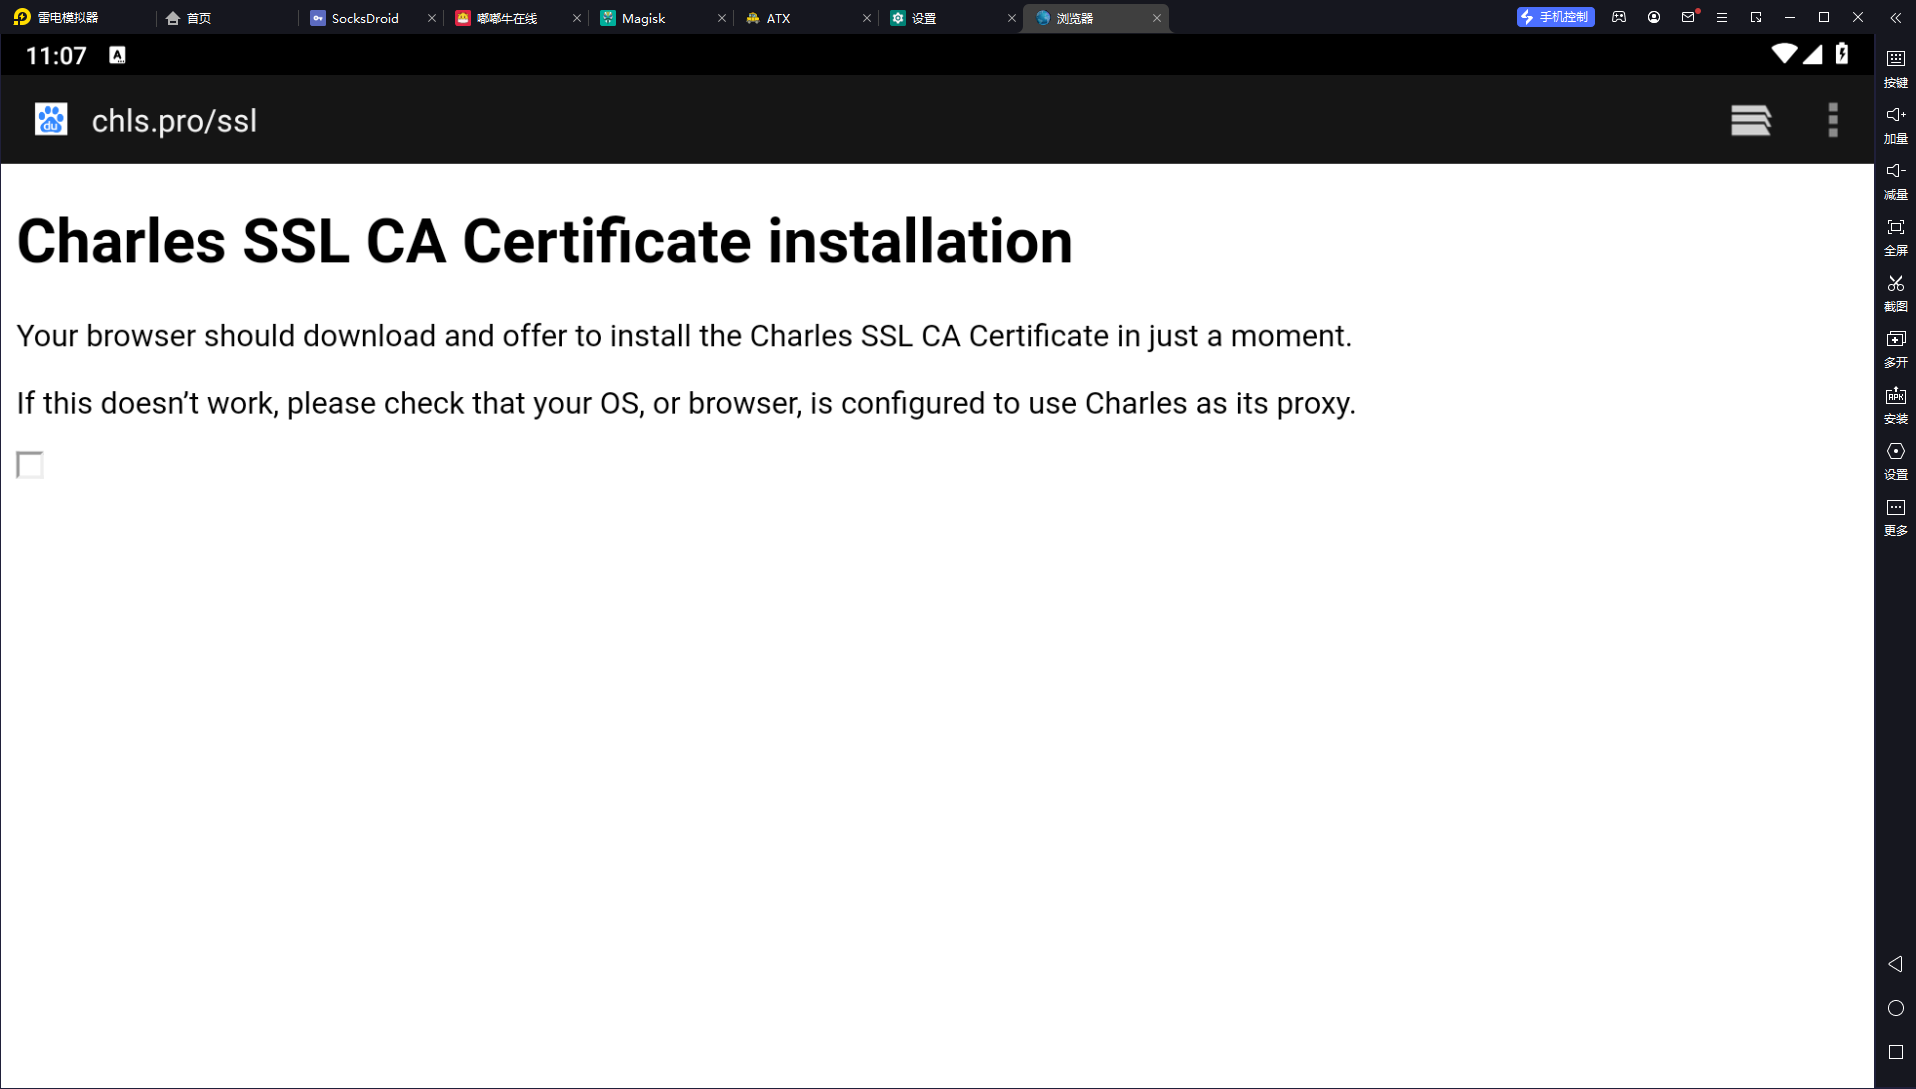 雷电模拟器 首页 SocksDroid 嘟嘟牛在线 Magisk ATX 设置 浏览器 手机控制
11:07 A
du chls.pro/ssl
Charles SSL CA Certificate installation
Your browser should download and offer to install the Charles SSL CA Certificate in just a moment.
If this doesn’t work, please check that your OS, or browser, is configured to use Charles as its proxy.
按键
加量
减量
全屏
截图
多开
APK
安装
设置
更多